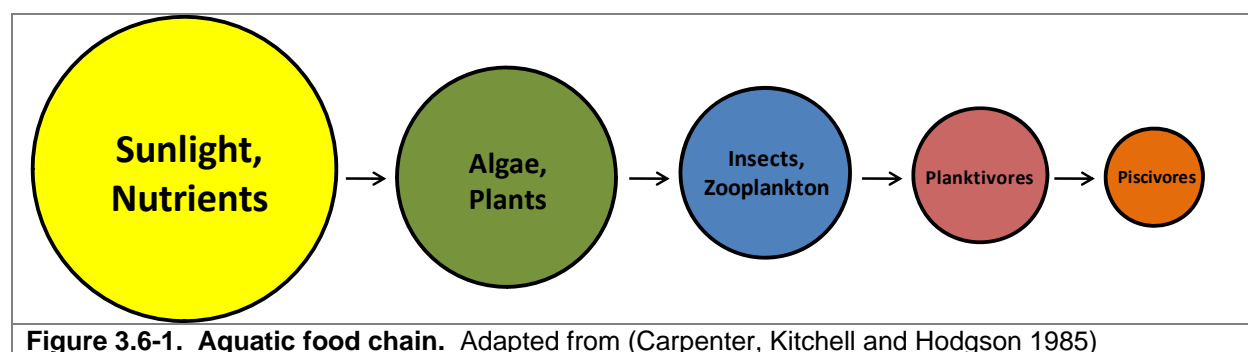 Sunlight,
Nutrients
Algae,
Plants
Insects,
Zooplankton
Planktivores
Piscivores
Figure 3.6-1. Aquatic food chain. Adapted from (Carpenter, Kitchell and Hodgson 1985)